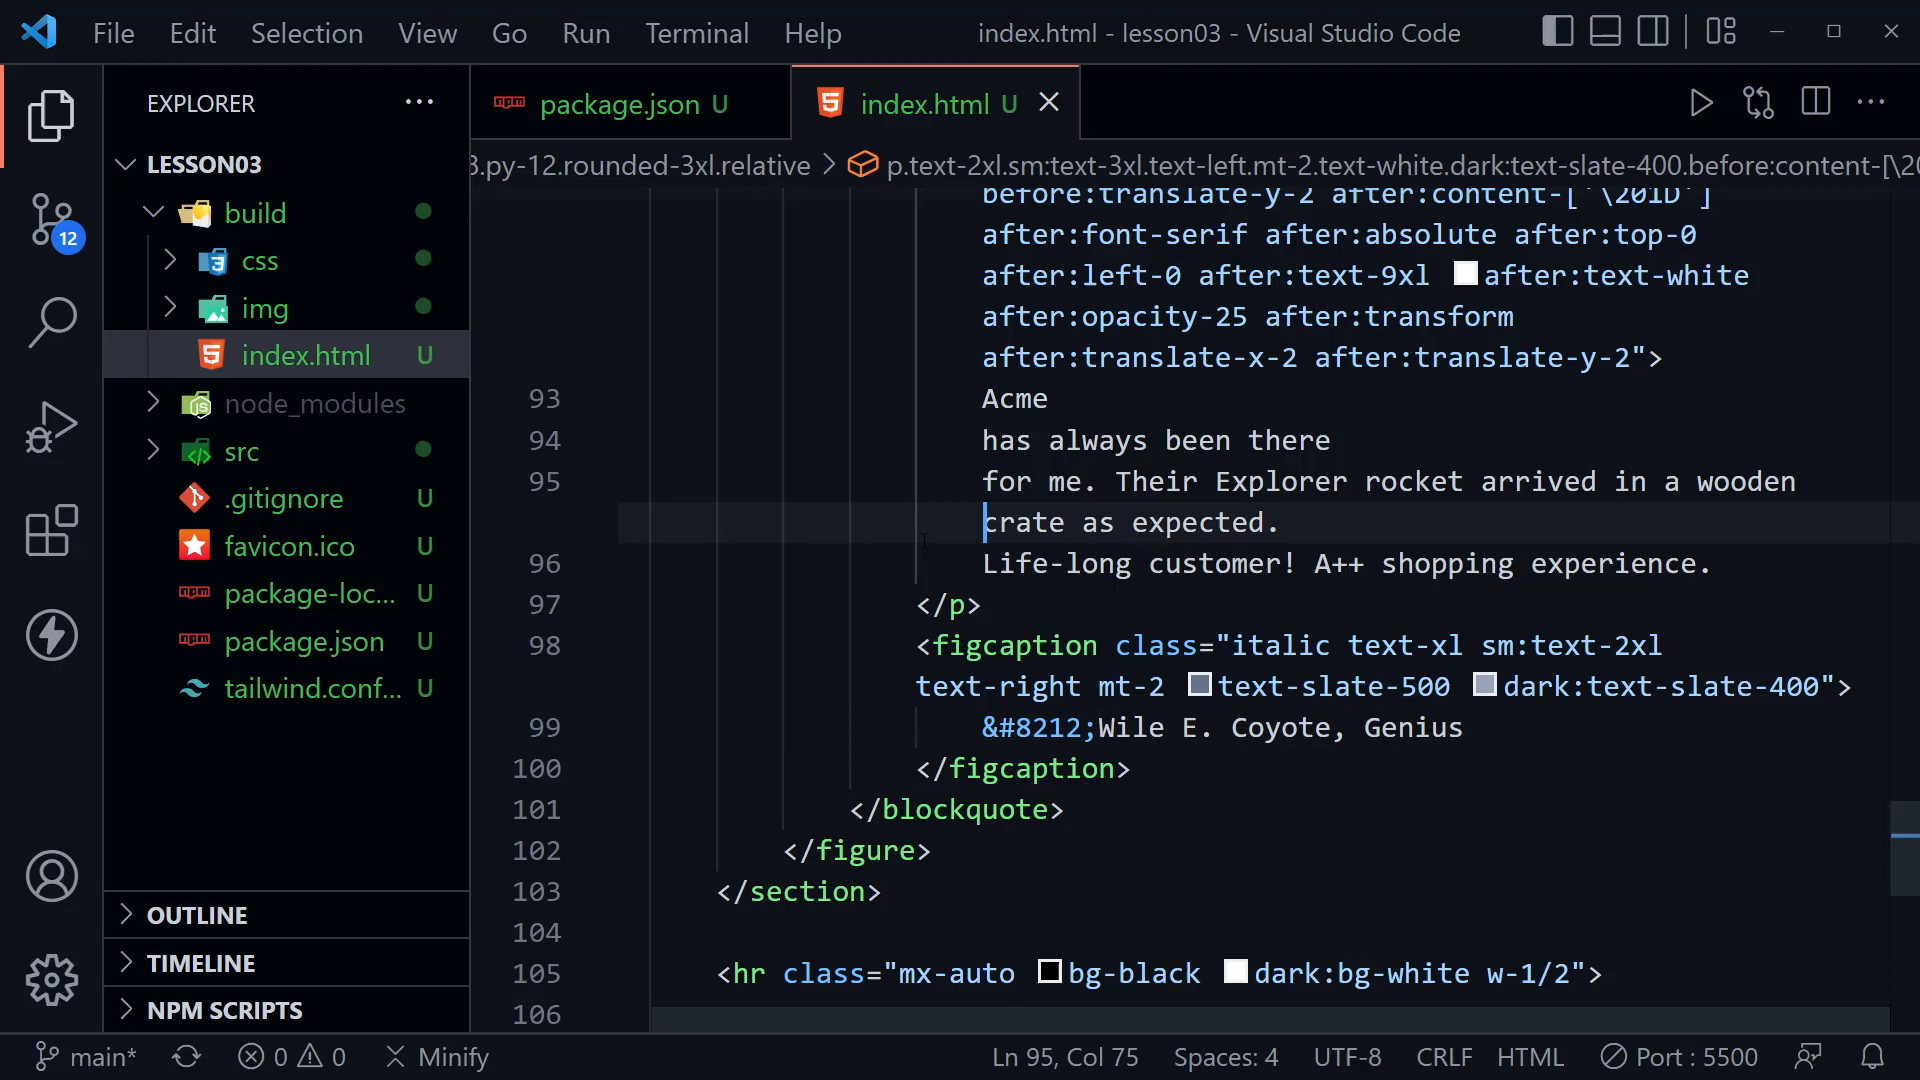 File Edit Selection View Go Run Terminal Help index.html - lesson03 - Visual Studio Code
EXPLORER
package.json U index.html U
LESSON03
3.py-12.rounded-3xl.relative > p.text-2xl.sm:text-3xl.text-left.mt-2.text-white.dark:text-slate-400.before:content-[\20
build
css
img
index.html U
node_modules
src
.gitignore U
favicon.ico U
package-loc... U
package.json U
tailwind.conf... U
OUTLINE
TIMELINE
NPM SCRIPTS
12
before:translate-y-2 after:content-['\201D']
after:font-serif after:absolute after:top-0
after:left-0 after:text-9xl after:text-white
after:opacity-25 after:transform
after:translate-x-2 after:translate-y-2">
93 Acme
94 has always been there
95 for me. Their Explorer rocket arrived in a wooden
crate as expected.
96 Life-long customer! A++ shopping experience.
97 </p>
98 <figcaption class="italic text-xl sm:text-2xl
text-right mt-2 text-slate-500 dark:text-slate-400">
99 &#8212;Wile E. Coyote, Genius
100 </figcaption>
101 </blockquote>
102 </figure>
103 </section>
104
105 <hr class="mx-auto bg-black dark:bg-white w-1/2">
106
main* 0 0 Minify Ln 95, Col 75 Spaces: 4 UTF-8 CRLF HTML Port : 5500